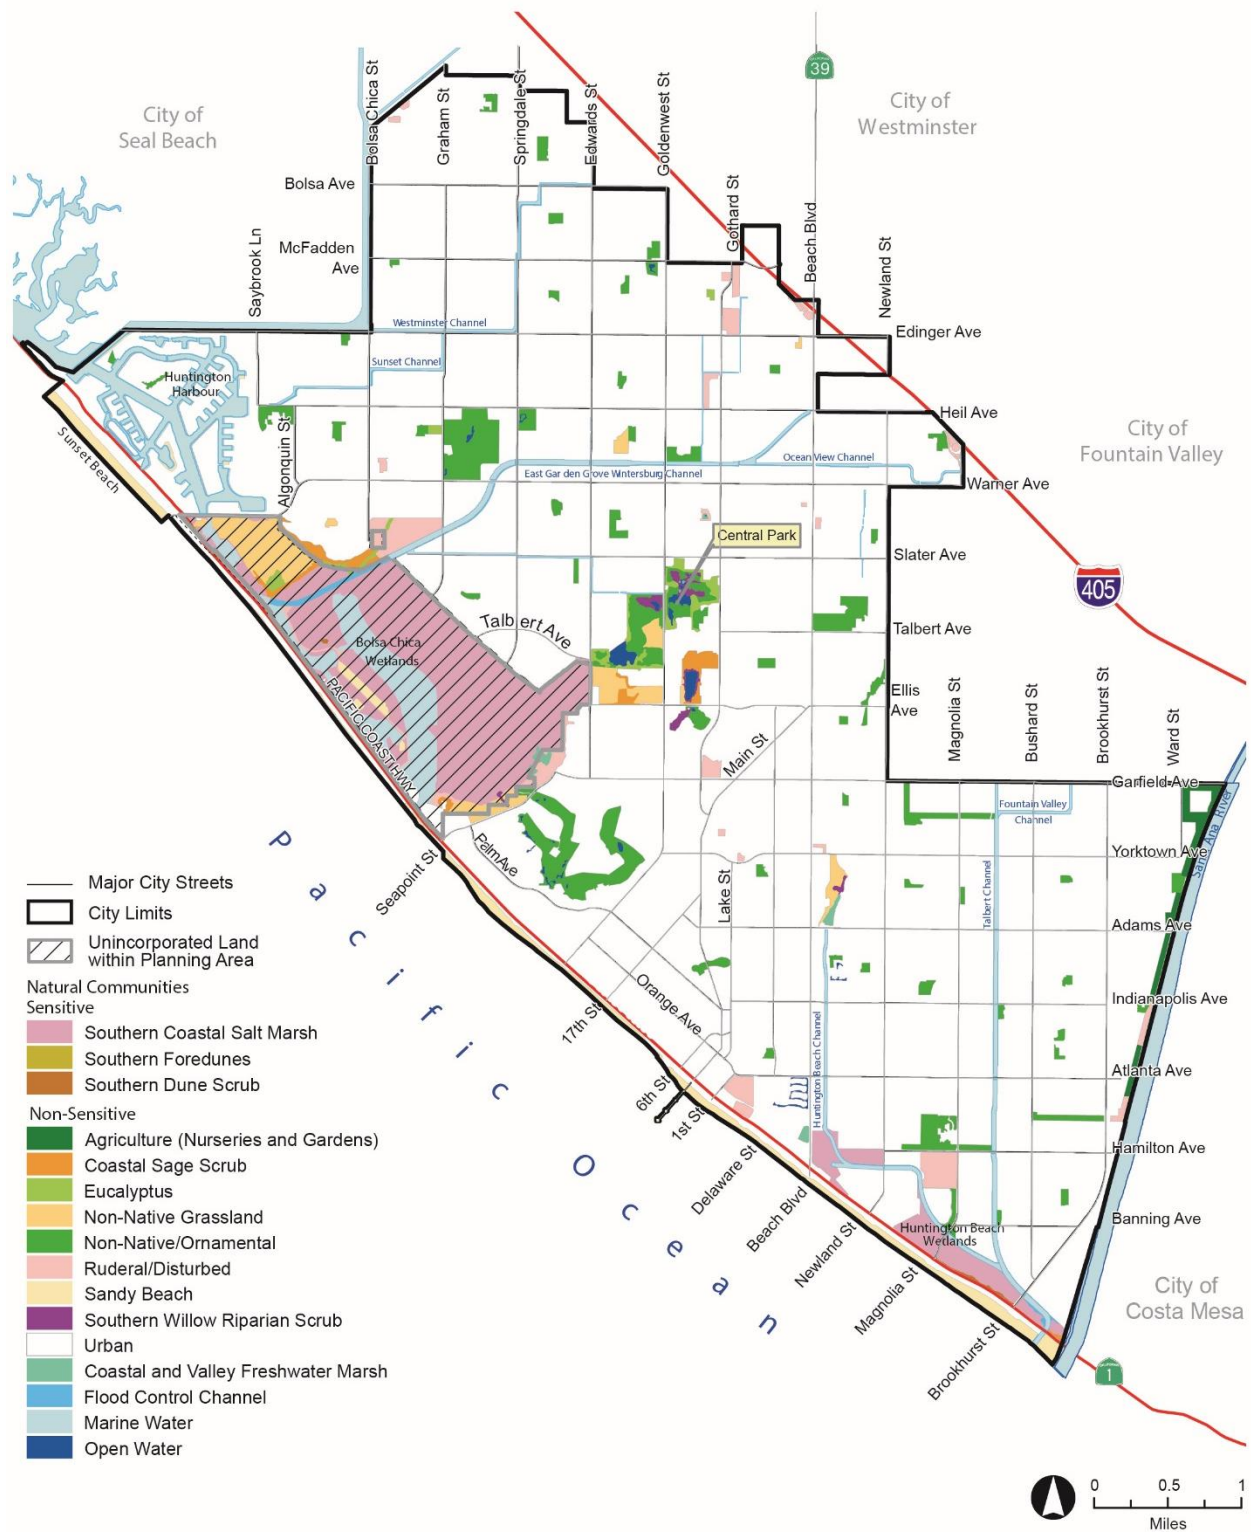 39
City of
Seal Beach
City of
Westminster
Bolsa Chica St
Graham St
Springdale St
Edwards St
Goldenwest St
Gothard St
Beach Blvd
Newland St
Bolsa Ave
McFadden
Ave
Saybrook Ln
Westminster Channel
Edinger Ave
Sunset Channel
Huntington
Harbour
Heil Ave
City of
Fountain Valley
Sunset Beach
Algonquin St
Ocean View Channel
East Garden Grove Wintersburg Channel
Warner Ave
Central Park
Slater Ave
405
Talbert Ave
Talbert Ave
Bolsa Chica
Wetlands
PACIFIC COAST HWY
Ellis
Ave
Magnolia St
Bushard St
Brookhurst St
Ward St
Main St
Garfield Ave
Fountain Valley
Channel
Santa Ana River
Pacific Ocean
Palm Ave
Seapoint St
Yorktown Ave
Lake St
Talbert Channel
Adams Ave
Orange Ave
Indianapolis Ave
17th St
Huntington Beach Channel
Atlanta Ave
6th St
1st St
Hamilton Ave
Delaware St
Beach Blvd
Newland St
Huntington Beach
Wetlands
Banning Ave
Magnolia St
Brookhurst St
City of
Costa Mesa
1
Major City Streets
City Limits
Unincorporated Land
within Planning Area
Natural Communities
Sensitive
Southern Coastal Salt Marsh
Southern Foredunes
Southern Dune Scrub
Non-Sensitive
Agriculture (Nurseries and Gardens)
Coastal Sage Scrub
Eucalyptus
Non-Native Grassland
Non-Native/Ornamental
Ruderal/Disturbed
Sandy Beach
Southern Willow Riparian Scrub
Urban
Coastal and Valley Freshwater Marsh
Flood Control Channel
Marine Water
Open Water
0 0.5 1
Miles